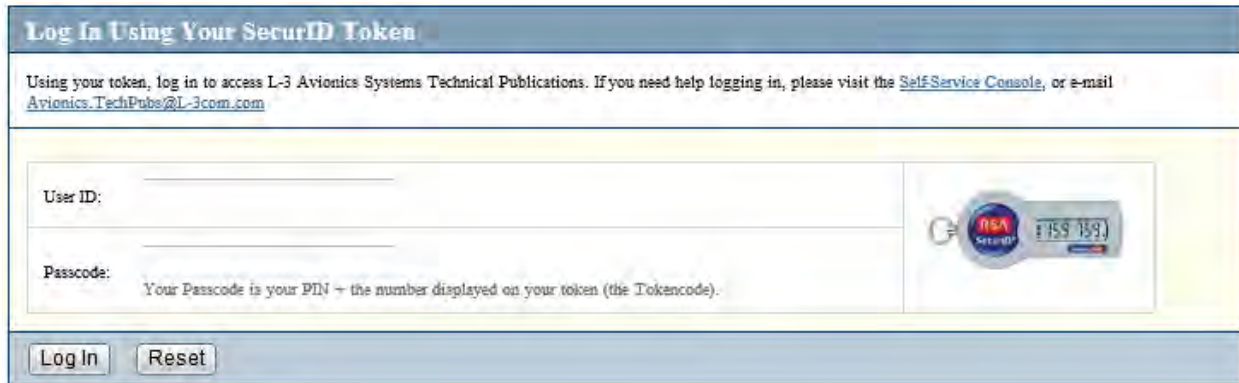 Log In Using Your SecurID Token
Using your token, log in to access L-3 Avionics Systems Technical Publications. If you need help logging in, please visit the Self-Service Console, or e-mail
Avionics.TechPubs@L-3com.com
User ID:
RSA
SecurID
159 759
Passcode:
Your Passcode is your PIN + the number displayed on your token (the Tokencode).
Log In Reset